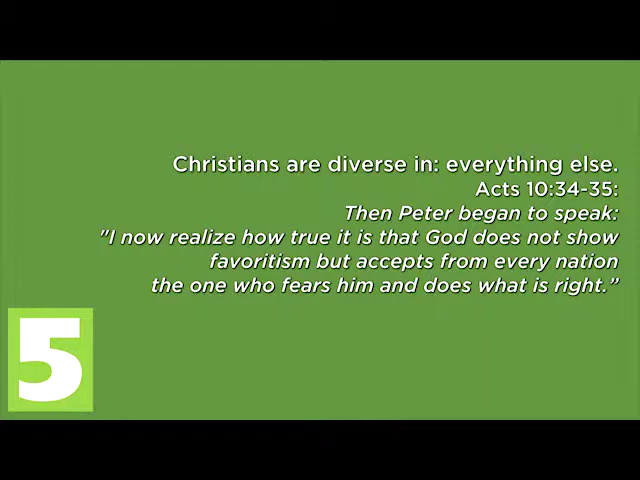 Christians are diverse in: everything else.
Acts 10:34-35:
Then Peter began to speak:
"I now realize how true it is that God does not show
favoritism but accepts from every nation
the one who fears him and does what is right.”
5